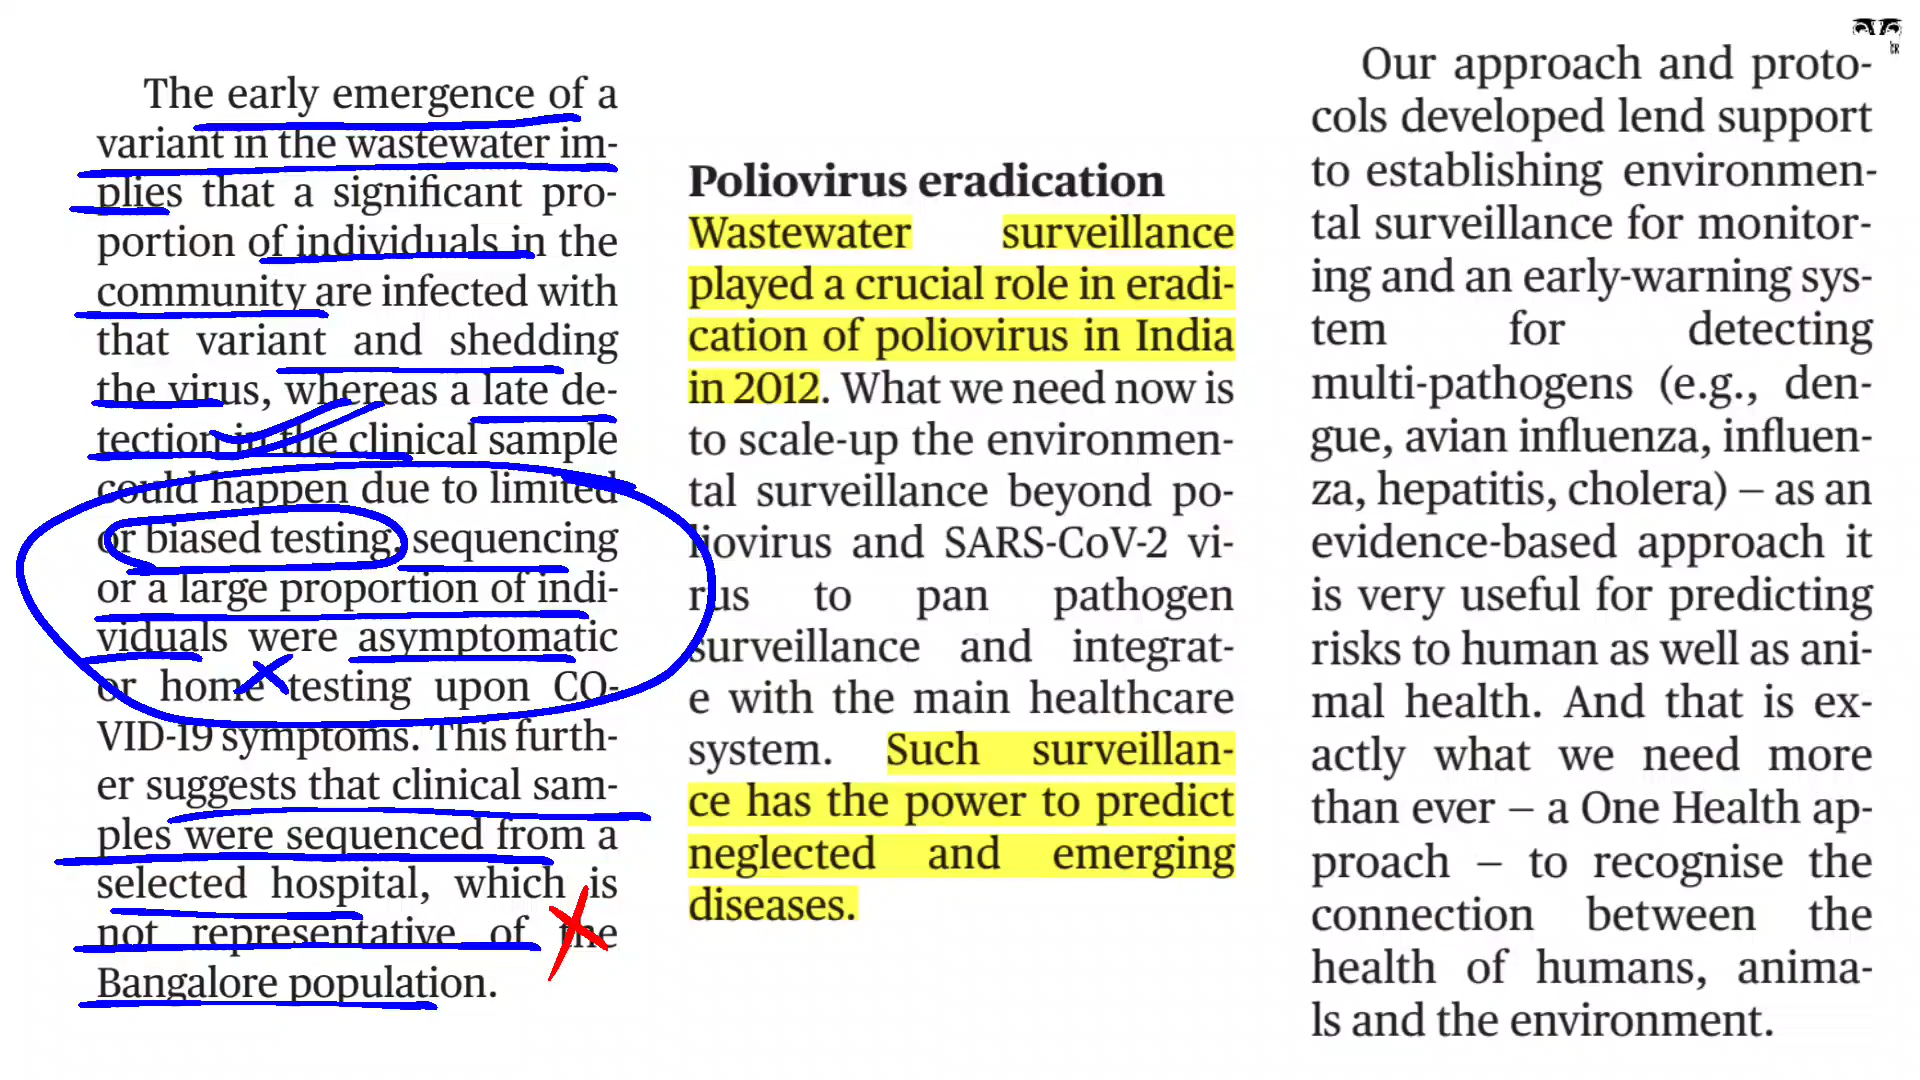 The early emergence of a
variant in the wastewater im-
plies that a significant pro-
portion of individuals in the
community are infected with
that variant and shedding
the virus, whereas a late de-
tection in the clinical sample
could happen due to limited
or biased testing, sequencing
or a large proportion of indi-
viduals were asymptomatic
or home testing upon CO-
VID-19 symptoms. This furth-
er suggests that clinical sam-
ples were sequenced from a
selected hospital, which is
not representative of the
Bangalore population.
Poliovirus eradication
Wastewater surveillance
played a crucial role in eradi-
cation of poliovirus in India
in 2012. What we need now is
to scale-up the environmen-
tal surveillance beyond po-
liovirus and SARS-CoV-2 vi-
rus to pan pathogen
surveillance and integrat-
e with the main healthcare
system. Such surveillan-
ce has the power to predict
neglected and emerging
diseases.
Our approach and proto-
cols developed lend support
to establishing environmen-
tal surveillance for monitor-
ing and an early-warning sys-
tem for detecting
multi-pathogens (e.g., den-
gue, avian influenza, influen-
za, hepatitis, cholera) – as an
evidence-based approach it
is very useful for predicting
risks to human as well as ani-
mal health. And that is ex-
actly what we need more
than ever – a One Health ap-
proach – to recognise the
connection between the
health of humans, anima-
ls and the environment.